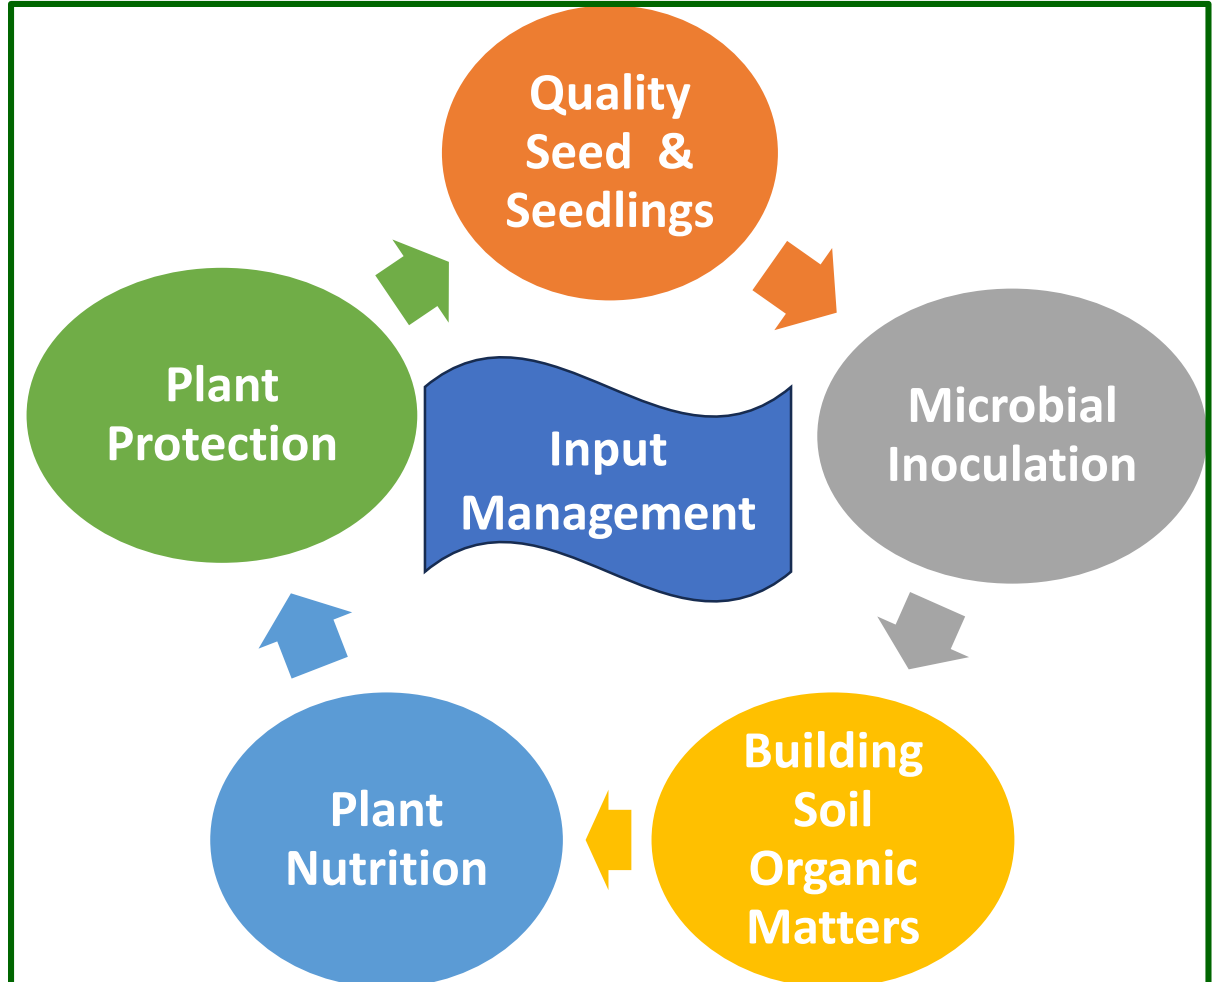 Quality
Seed & 
Seedlings
Plant
Protection
Input
Management
Microbial
Inoculation
Building
Soil
Organic
Matters
Plant
Nutrition